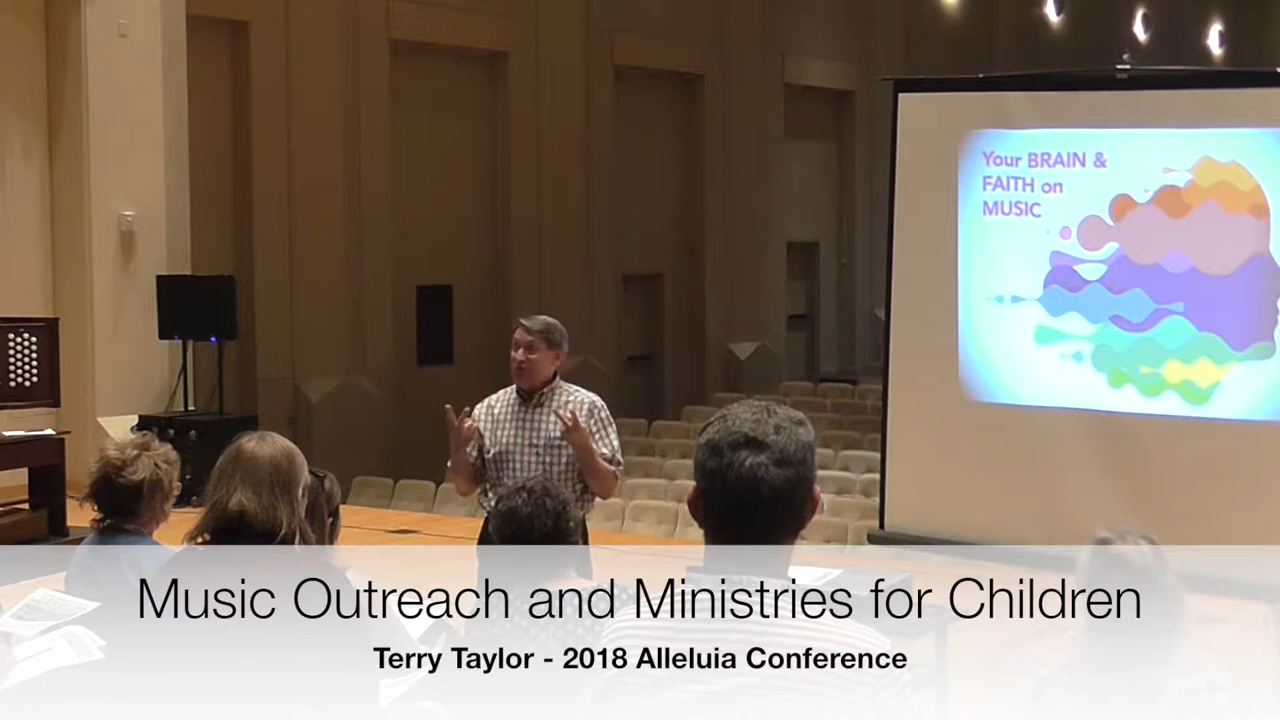 Your BRAIN &
FAITH on
MUSIC
Music Outreach and Ministries for Children
Terry Taylor - 2018 Alleluia Conference